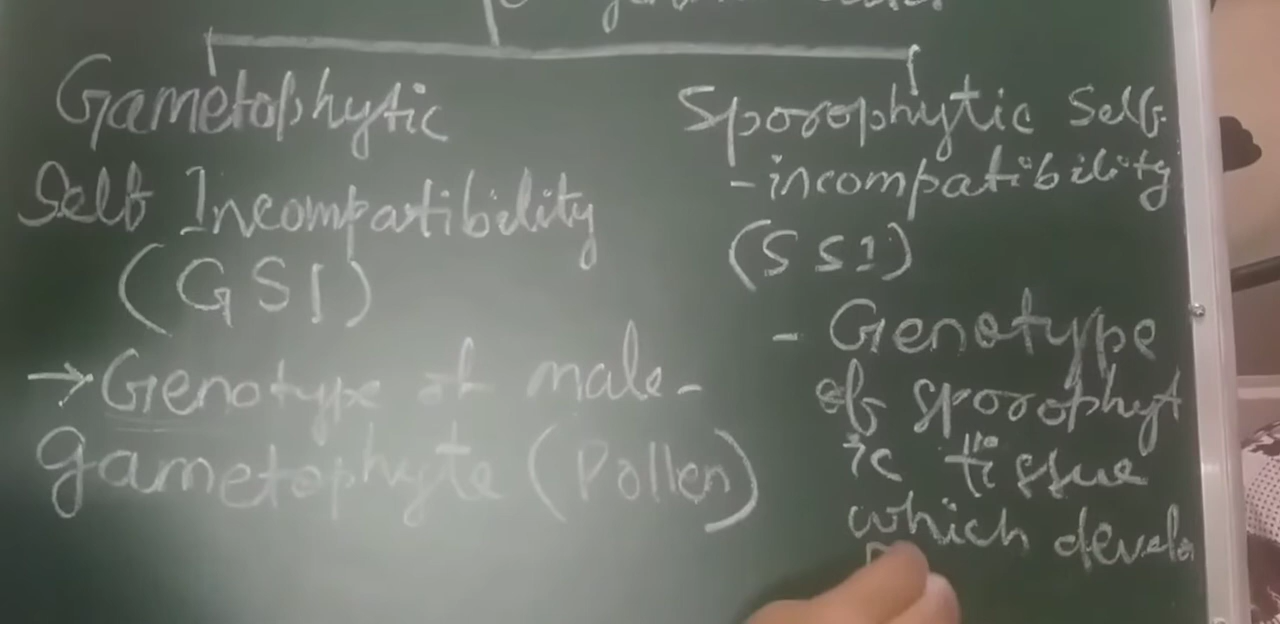 Gametophytic
Self Incompatibility
(GSI)
→ Genotype of male-
gametophyte (Pollen)
Sporophytic Self
-incompatibility
(SSI)
- Genotype
of sporophyt
ic tissue
which develo